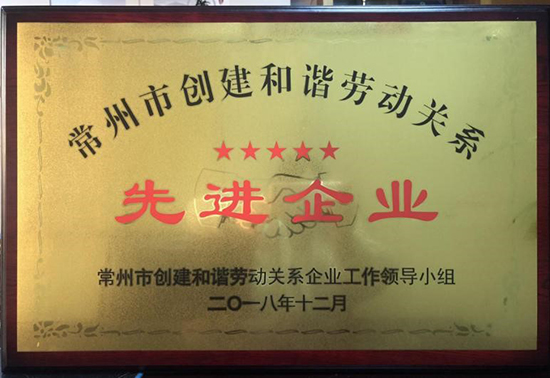 常州市创建和谐劳动关系
★★★★★
先进企业
常州市创建和谐劳动关系企业工作领导小组
二〇一八年十二月